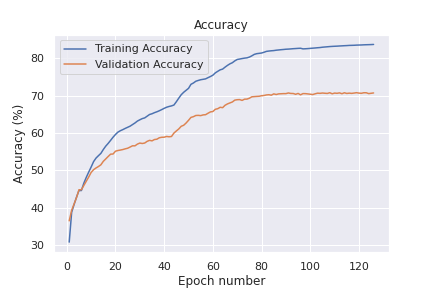 Accuracy
Training Accuracy
Validation Accuracy
Accuracy (%)
80
70
60
50
40
30
0 20 40 60 80 100 120
Epoch number